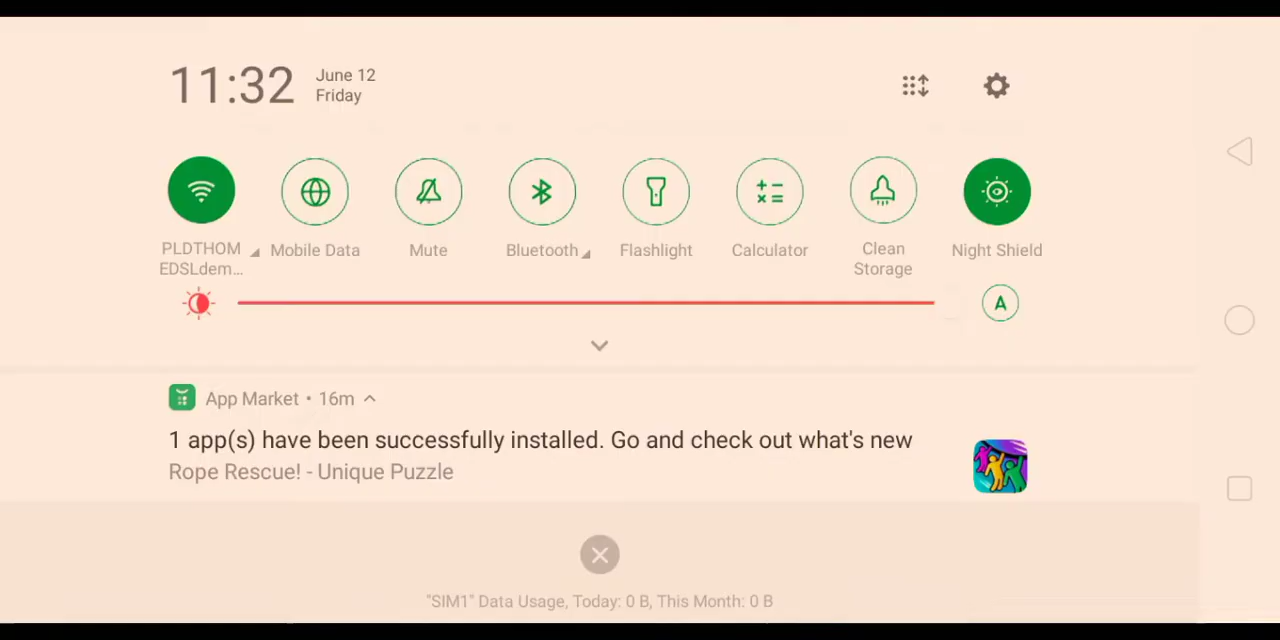 11:32
June 12
Friday
PLDTHOM
EDSLdem...
Mobile Data
Mute
Bluetooth
Flashlight
Calculator
Clean
Storage
Night Shield
A
App Market • 16m
1 app(s) have been successfully installed. Go and check out what's new
Rope Rescue! - Unique Puzzle
"SIM1" Data Usage, Today: 0 B, This Month: 0 B